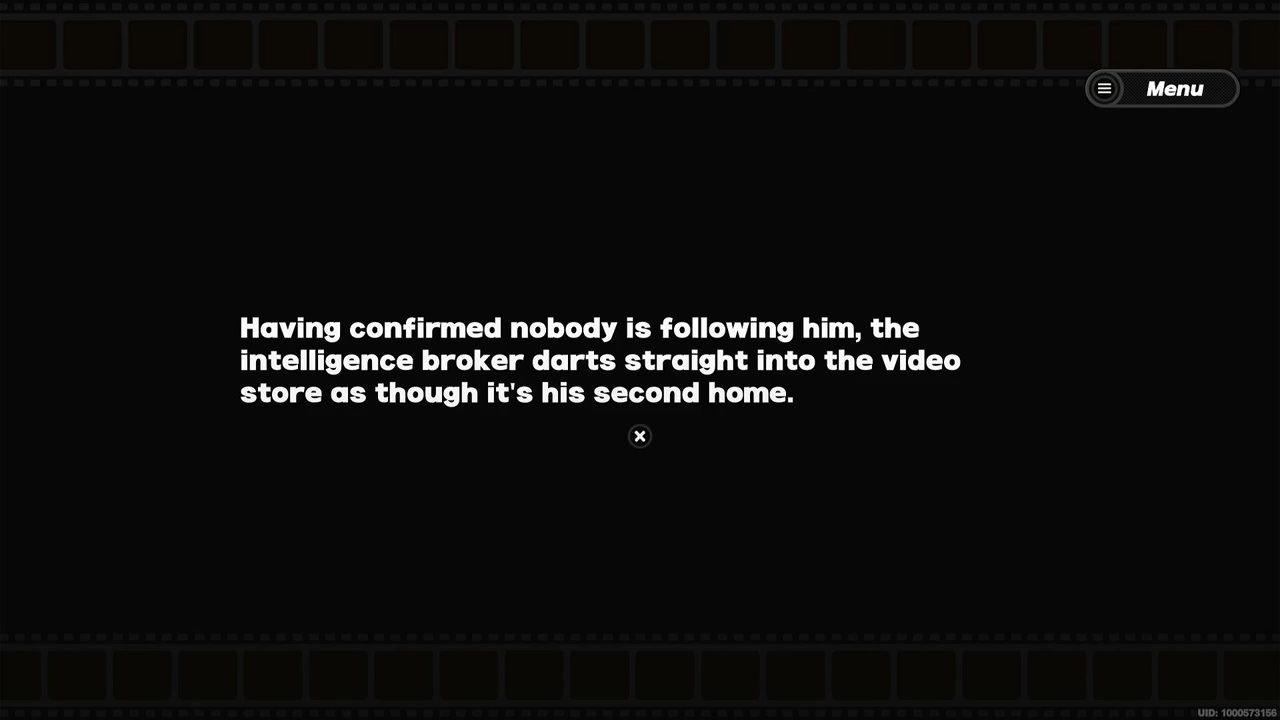 Menu
Having confirmed nobody is following him, the
intelligence broker darts straight into the video
store as though it's his second home.
UID: 1000573156